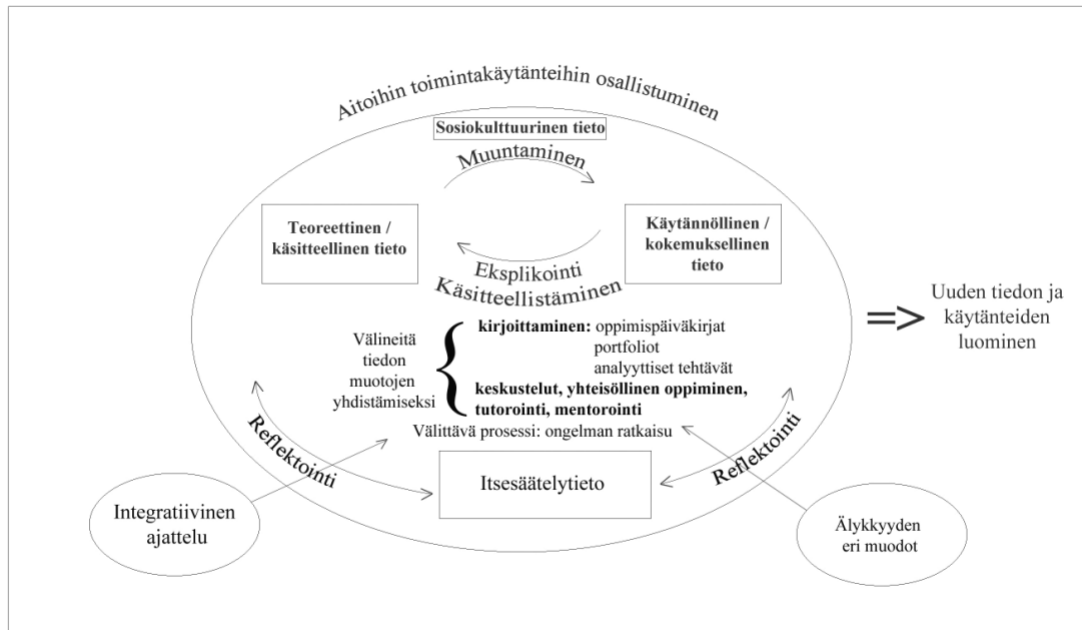 Aitoihin toimintakäytänteihin osallistuminen
Sosiokulttuurinen tieto
Muuntaminen
Teoreettinen /
käsitteellinen tieto
Käytännöllinen /
kokemuksellinen
tieto
Eksplikointi
Käsitteellistäminen
=> Uuden tiedon ja
käytänteiden
luominen
Välineitä
tiedon
muotojen
yhdistämiseksi
{
kirjoittaminen: oppimispäiväkirjat
portfoliot
analyyttiset tehtävät
keskustelut, yhteisöllinen oppiminen,
tutorointi, mentorointi
Välittävä prosessi: ongelman ratkaisu
Reflektointi
Reflektointi
Itsesäätelytieto
Integratiivinen
ajattelu
Älykkyyden
eri muodot